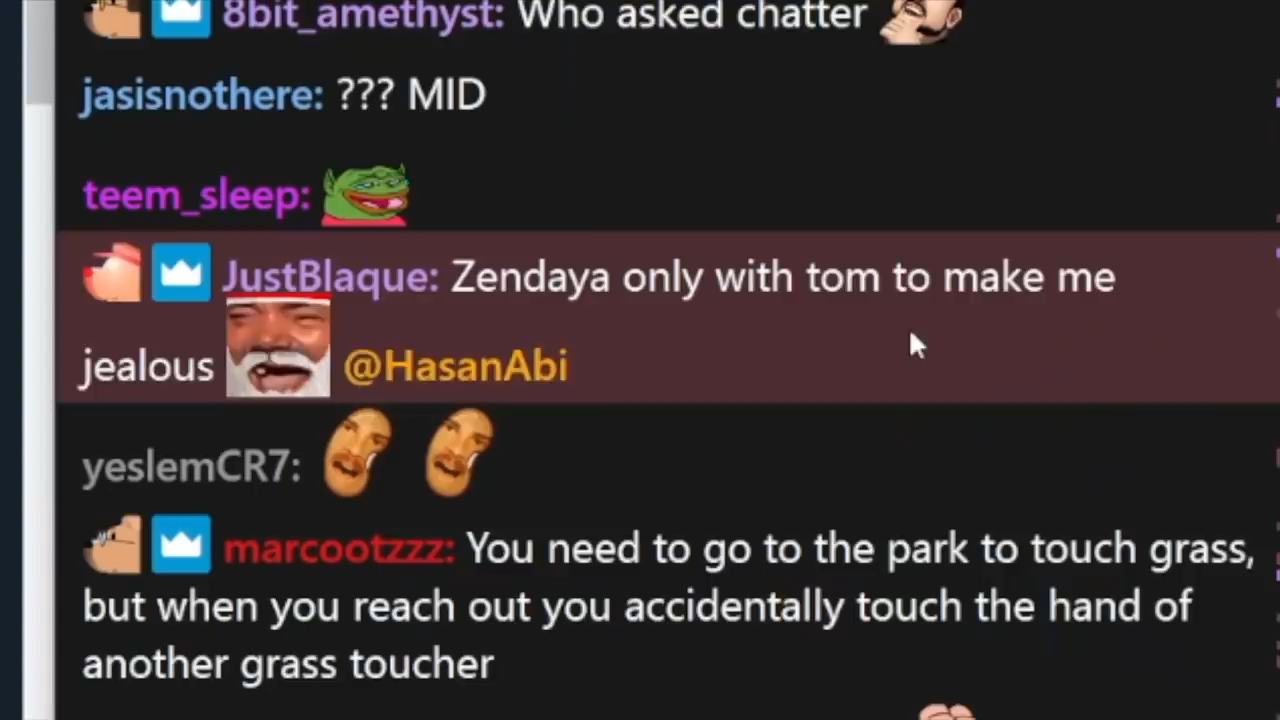 8bit_amethyst: Who asked chatter
jasisnothere: ??? MID
teem_sleep:
JustBlaque: Zendaya only with tom to make me
jealous @HasanAbi
yeslemCR7:
marcootzzz: You need to go to the park to touch grass,
but when you reach out you accidentally touch the hand of
another grass toucher